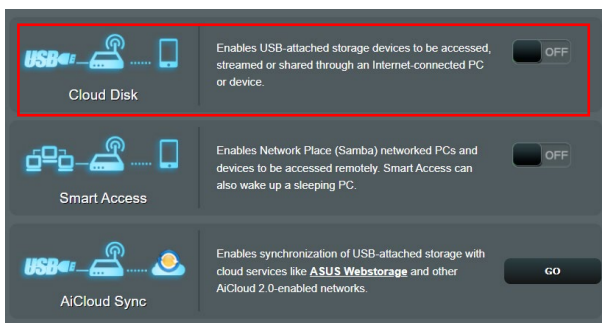 USB
Cloud Disk
Enables USB-attached storage devices to be accessed,
streamed or shared through an Internet-connected PC
or device.
OFF
Smart Access
Enables Network Place (Samba) networked PCs and
devices to be accessed remotely. Smart Access can
also wake up a sleeping PC.
OFF
USB
AiCloud Sync
Enables synchronization of USB-attached storage with
cloud services like ASUS Webstorage and other
AiCloud 2.0-enabled networks.
GO